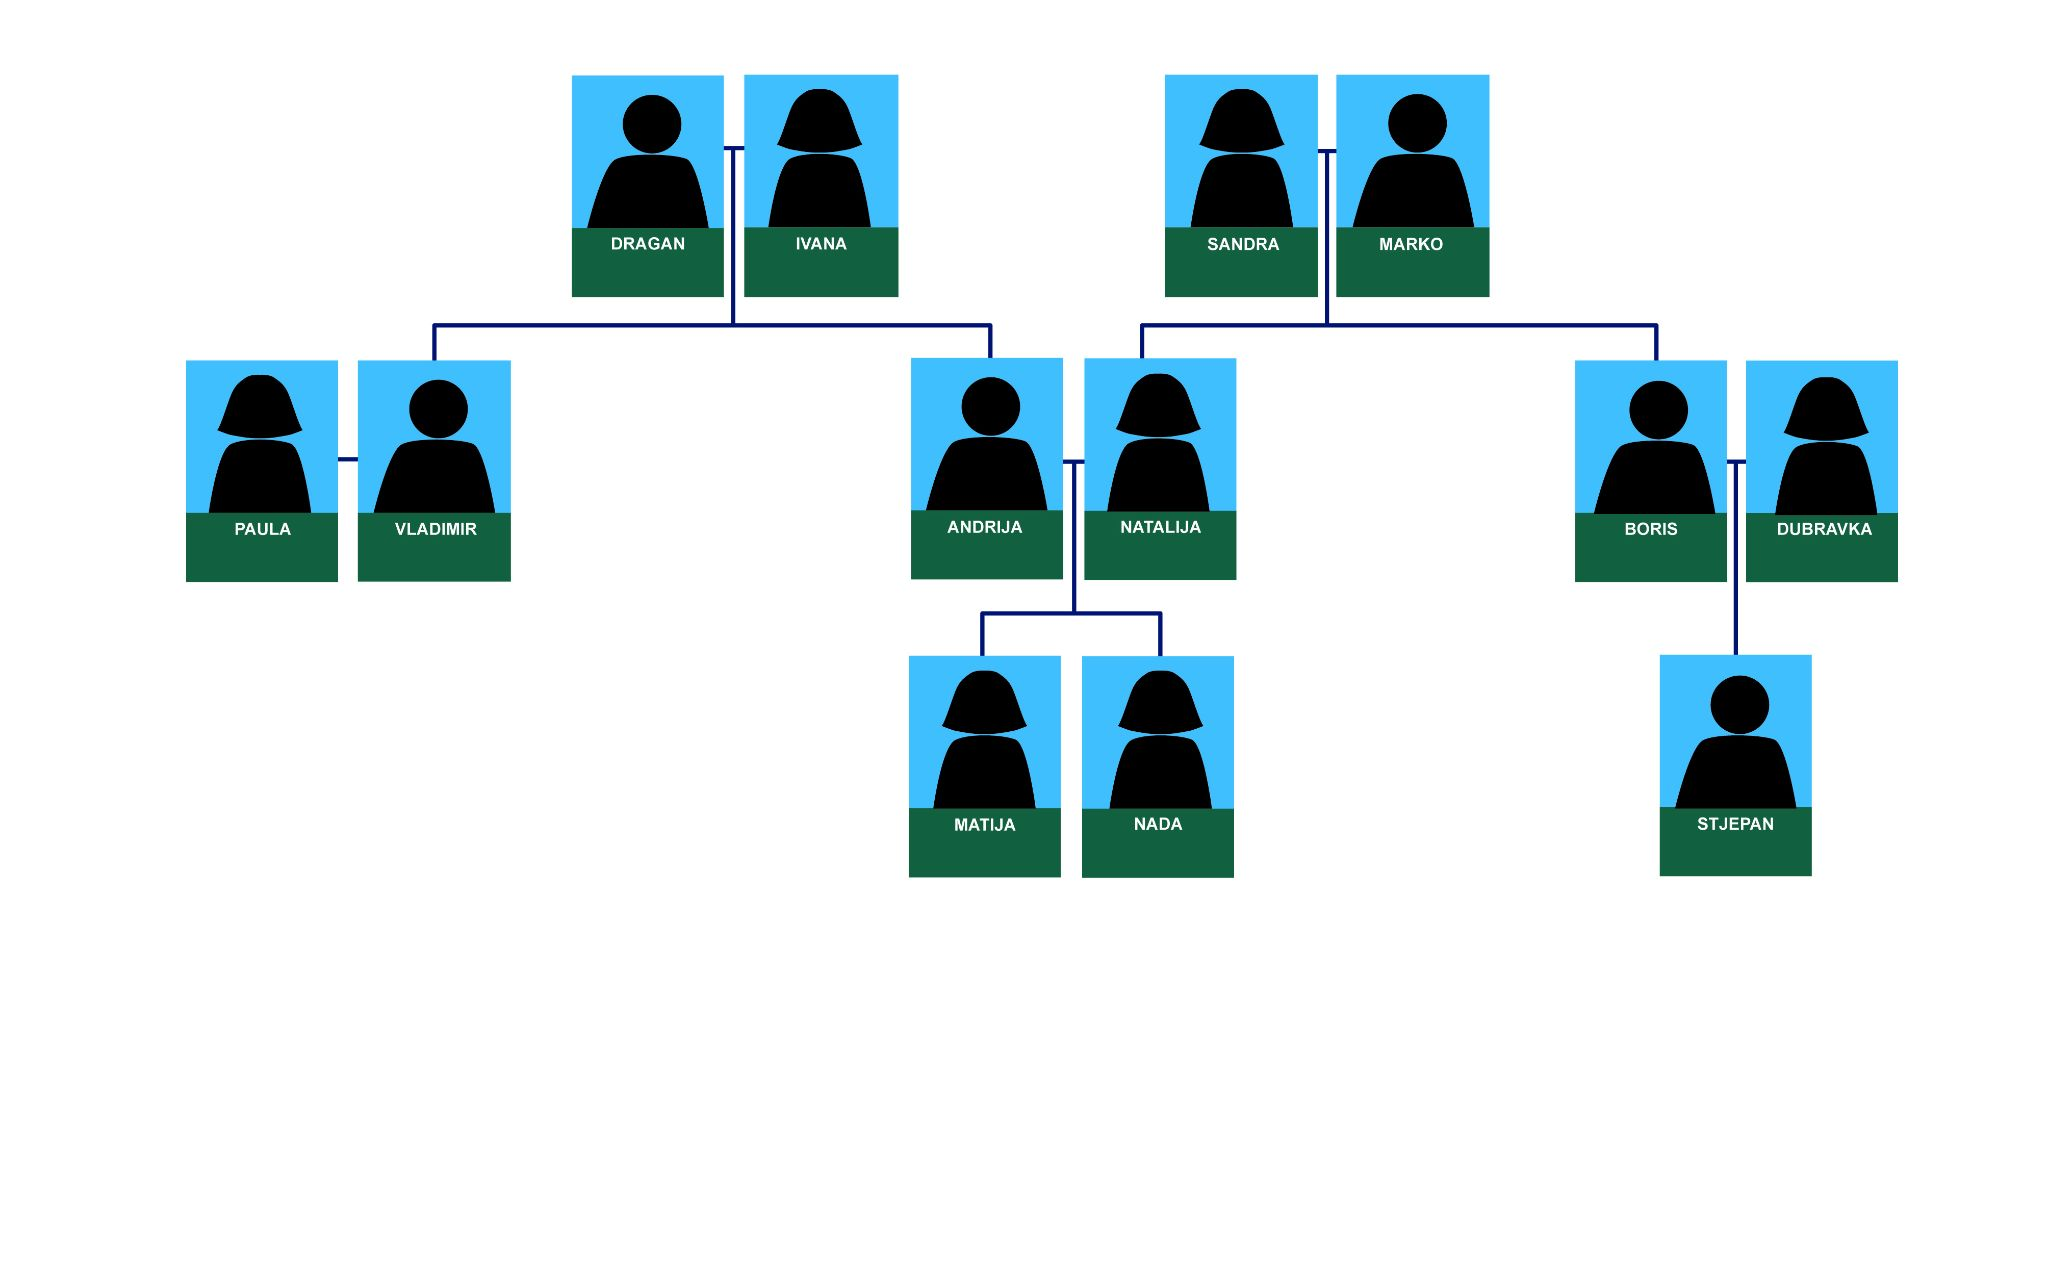 DRAGAN
IVANA
SANDRA
MARKO
PAULA
VLADIMIR
ANDRIJA
NATALIJA
BORIS
DUBRAVKA
MATIJA
NADA
STJEPAN